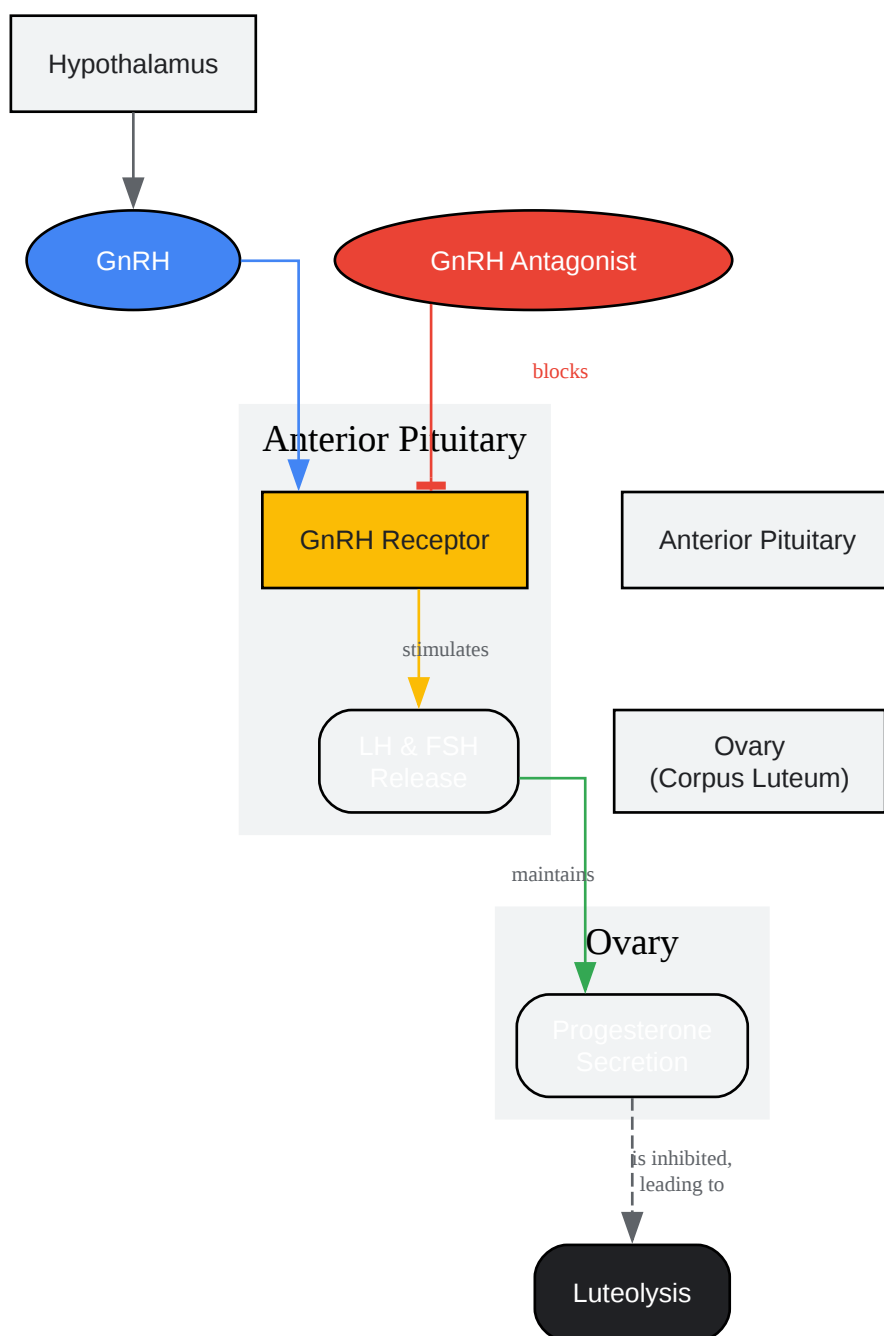 Hypothalamus
GnRH
GnRH Antagonist
blocks
Anterior Pituitary
GnRH Receptor
Anterior Pituitary
stimulates
LH & FSH
Release
Ovary
(Corpus Luteum)
maintains
Ovary
Progesterone
Secretion
is inhibited,
leading to
Luteolysis